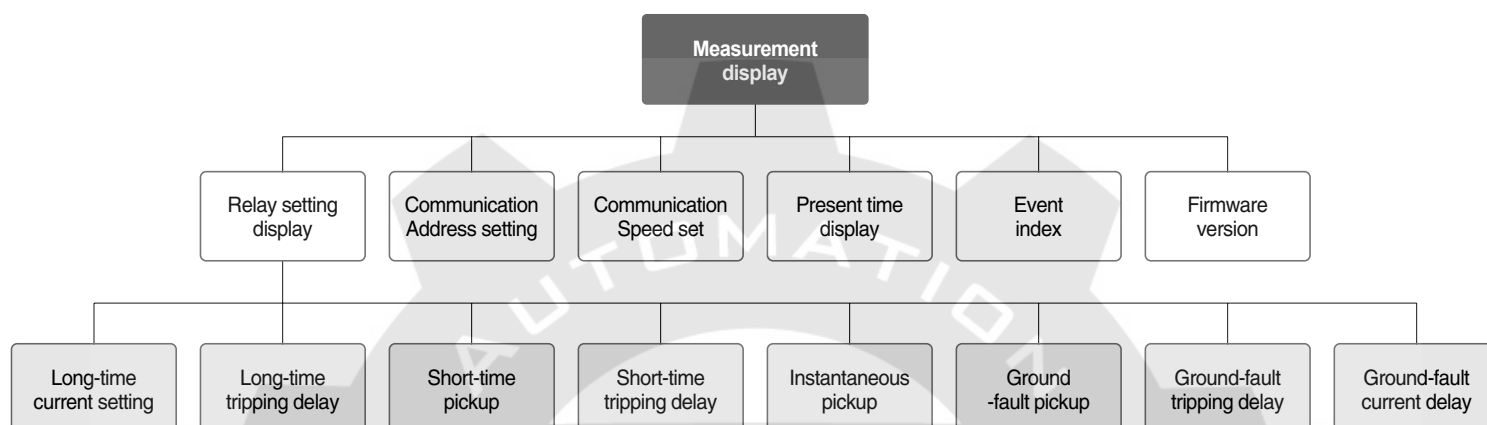 Measurement
display
Relay setting
display
Communication
Address setting
Communication
Speed set
Present time
display
Event
index
Firmware
version
AUTOMATION
Long-time
current setting
Long-time
tripping delay
Short-time
pickup
Short-time
tripping delay
Instantaneous
pickup
Ground
-fault pickup
Ground-fault
tripping delay
Ground-fault
current delay